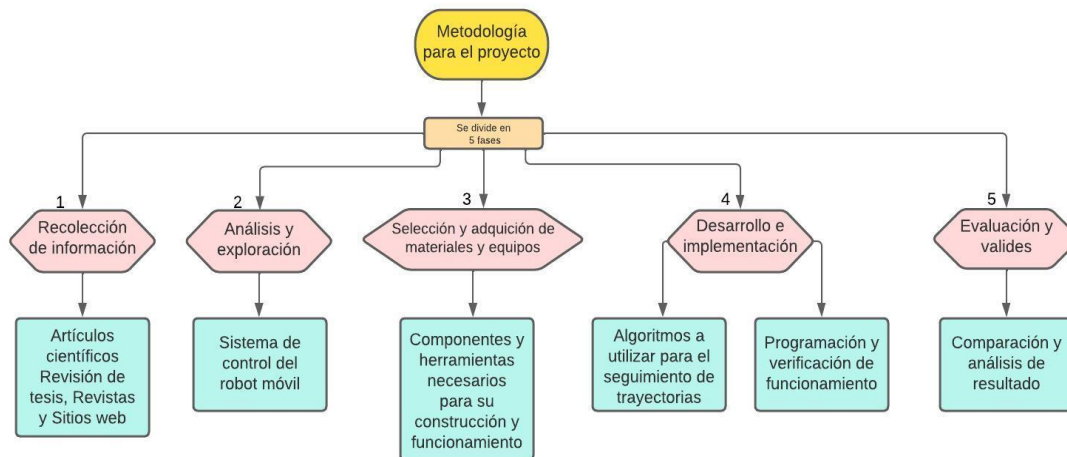 Metodología
para el proyecto
Se divide en
5 fases
1
Recolección
de información
2
Análisis y
exploración
3
Selección y adquición de
materiales y equipos
4
Desarrollo e
implementación
5
Evaluación y
valides
Artículos
científicos
Revisión de
tesis, Revistas
y Sitios web
Sistema de
control del
robot móvil
Componentes y
herramientas
necesarios
para su
construcción y
funcionamiento
Algoritmos a
utilizar para el
seguimiento de
trayectorias
Programación y
verificación de
funcionamiento
Comparación y
análisis de
resultado